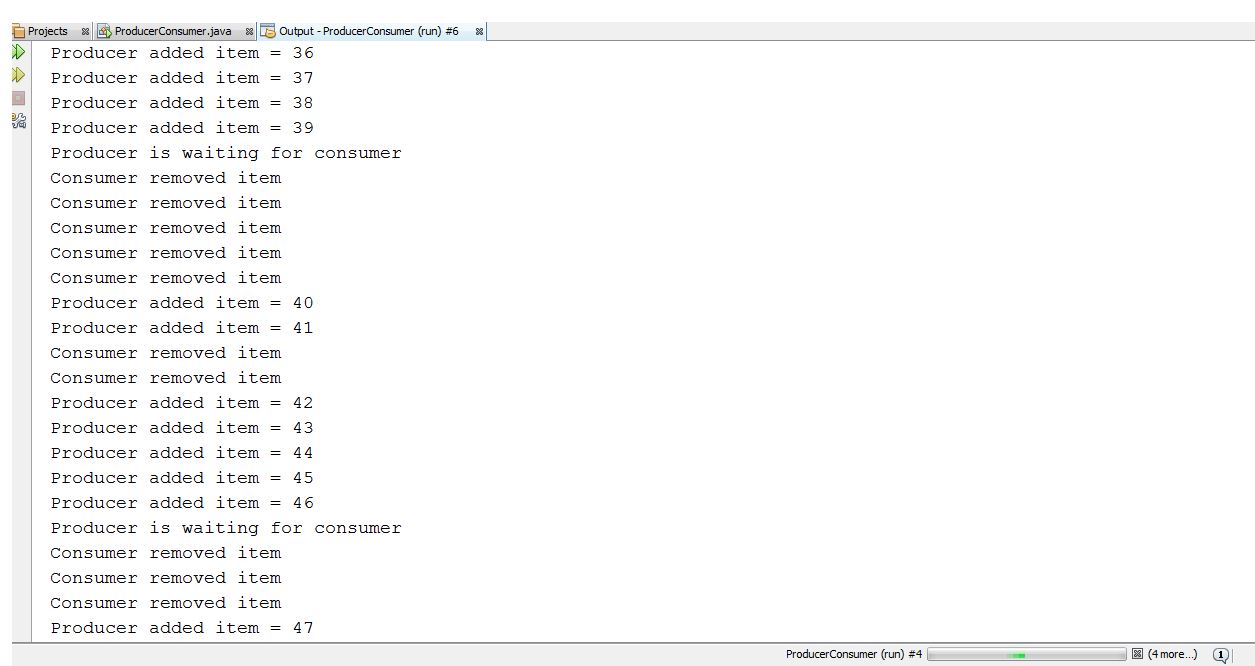 Projects ProducerConsumer.java Output - ProducerConsumer (run) #6
Producer added item = 36
Producer added item = 37
Producer added item = 38
Producer added item = 39
Producer is waiting for consumer
Consumer removed item
Consumer removed item
Consumer removed item
Consumer removed item
Consumer removed item
Producer added item = 40
Producer added item = 41
Consumer removed item
Consumer removed item
Producer added item = 42
Producer added item = 43
Producer added item = 44
Producer added item = 45
Producer added item = 46
Producer is waiting for consumer
Consumer removed item
Consumer removed item
Consumer removed item
Producer added item = 47
ProducerConsumer (run) #4 (4 more...) 1